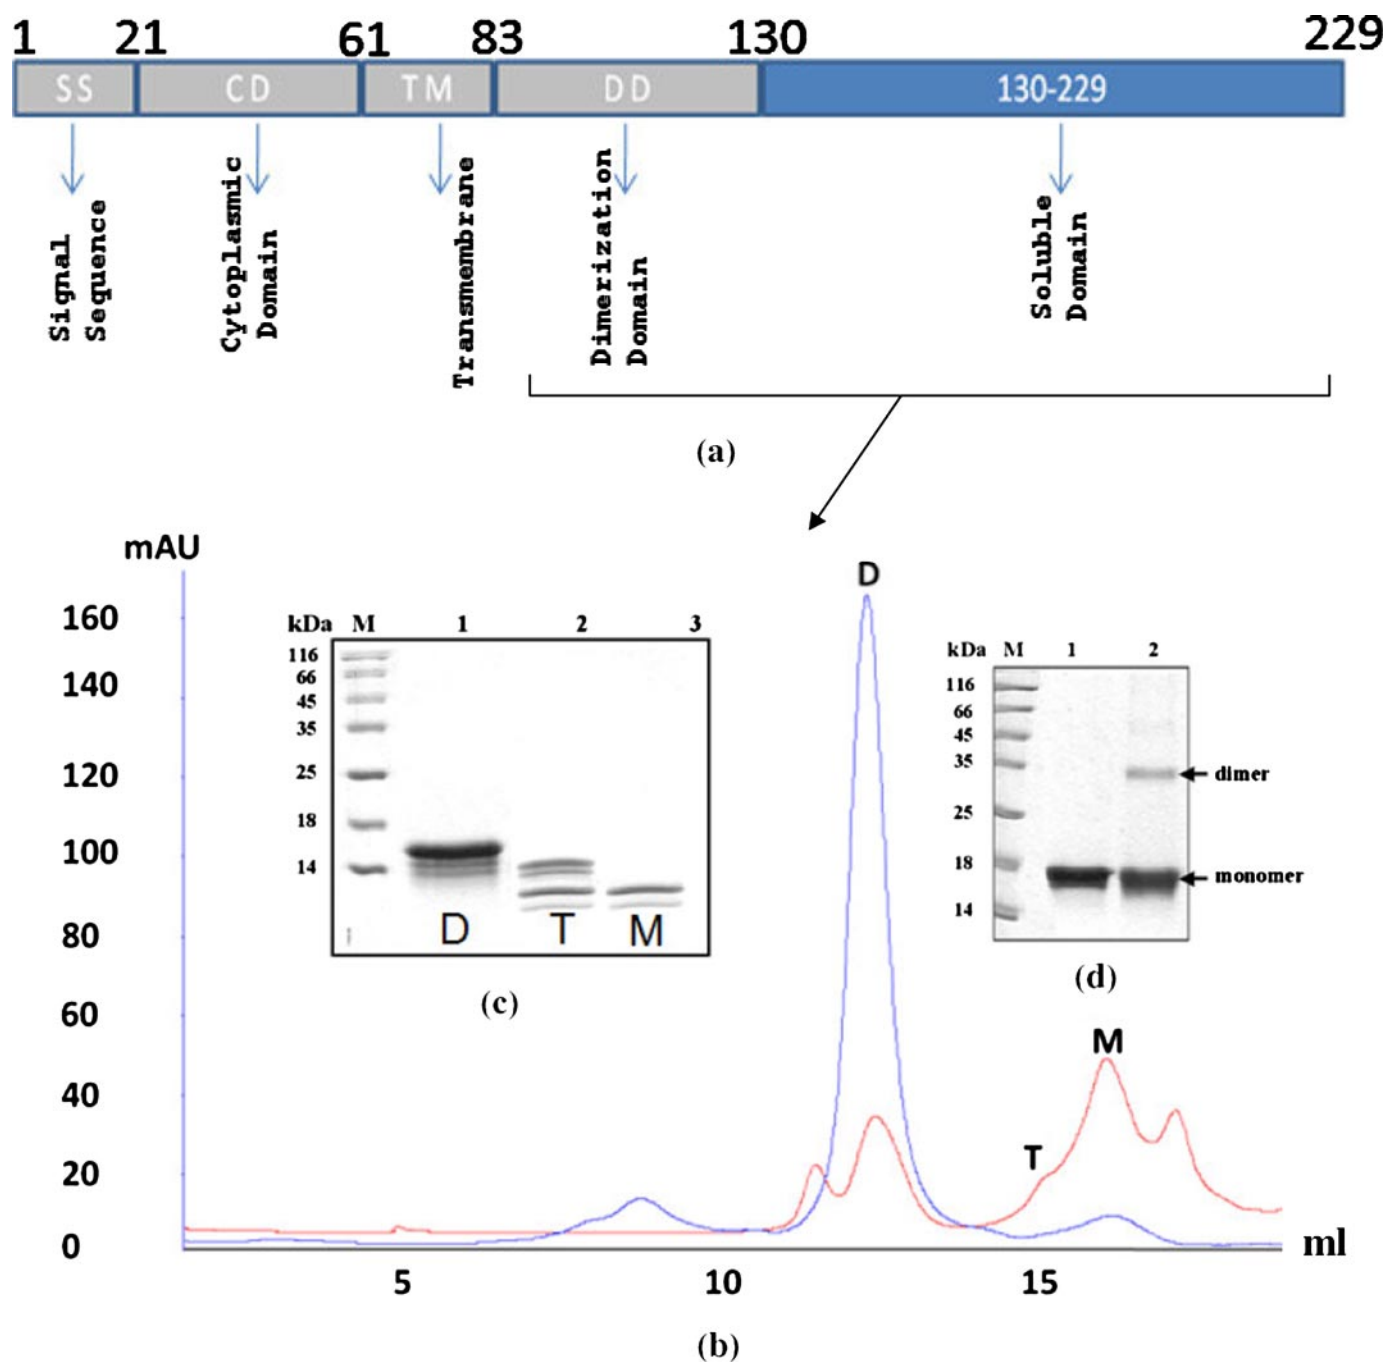 1 21 61 83 130 229
SS CD TM DD 130-229
Signal
Sequence
Cytoplasmic
Domain
Transmembrane
Dimerization
Domain
Soluble
Domain
(a)
mAU
160
140
120
100
80
60
40
20
0
5 10 15
ml
D
T
M
kDa M 1 2 3
116
66
45
35
25
18
14
D T M
(c)
kDa M 1 2
116
66
45
35
25
18
14
dimer
monomer
(d)
(b)